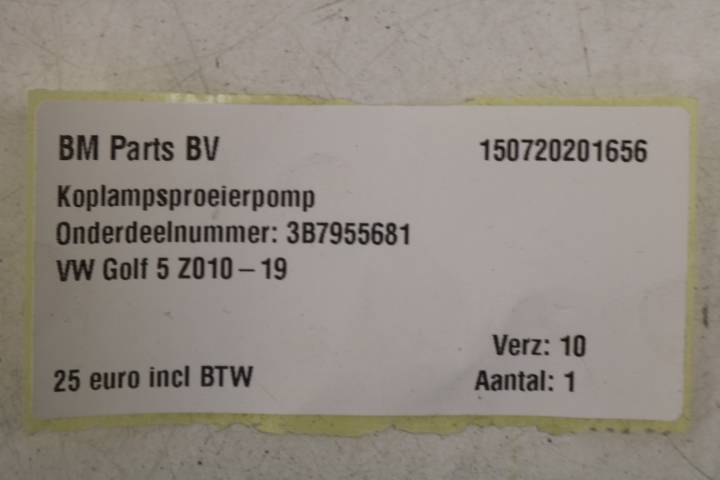 BM Parts BV 150720201656
Koplampsproeierpomp
Onderdeelnummer: 3B7955681
VW Golf 5 Z010 – 19
Verz: 10
25 euro incl BTW Aantal: 1